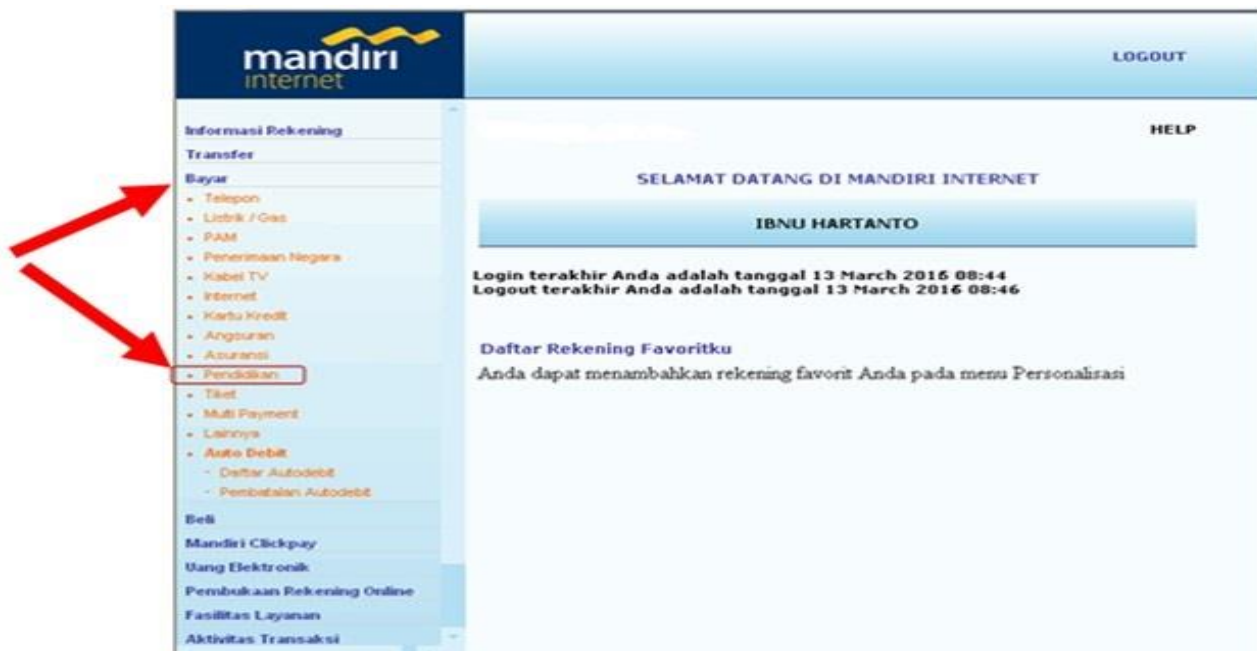 mandiri
internet
LOGOUT
Informasi Rekening
Transfer
Bayar
Telepon
Listrik / Gas
PAM
Penerimaan Negara
Kabel TV
Internet
Kartu Kredit
Angsuran
Asuransi
Pendidikan
Tiket
Multi Payment
Lainnya
Auto Debit
- Daftar Autodebit
- Pembatalan Autodebit
Beli
Mandiri Clickpay
Uang Elektronik
Pembukaan Rekening Online
Fasilitas Layanan
Aktivitas Transaksi
HELP
SELAMAT DATANG DI MANDIRI INTERNET
IBNU HARTANTO
Login terakhir Anda adalah tanggal 13 March 2016 08:44
Logout terakhir Anda adalah tanggal 13 March 2016 08:46
Daftar Rekening Favoritku
Anda dapat menambahkan rekening favorit Anda pada menu Personalisasi